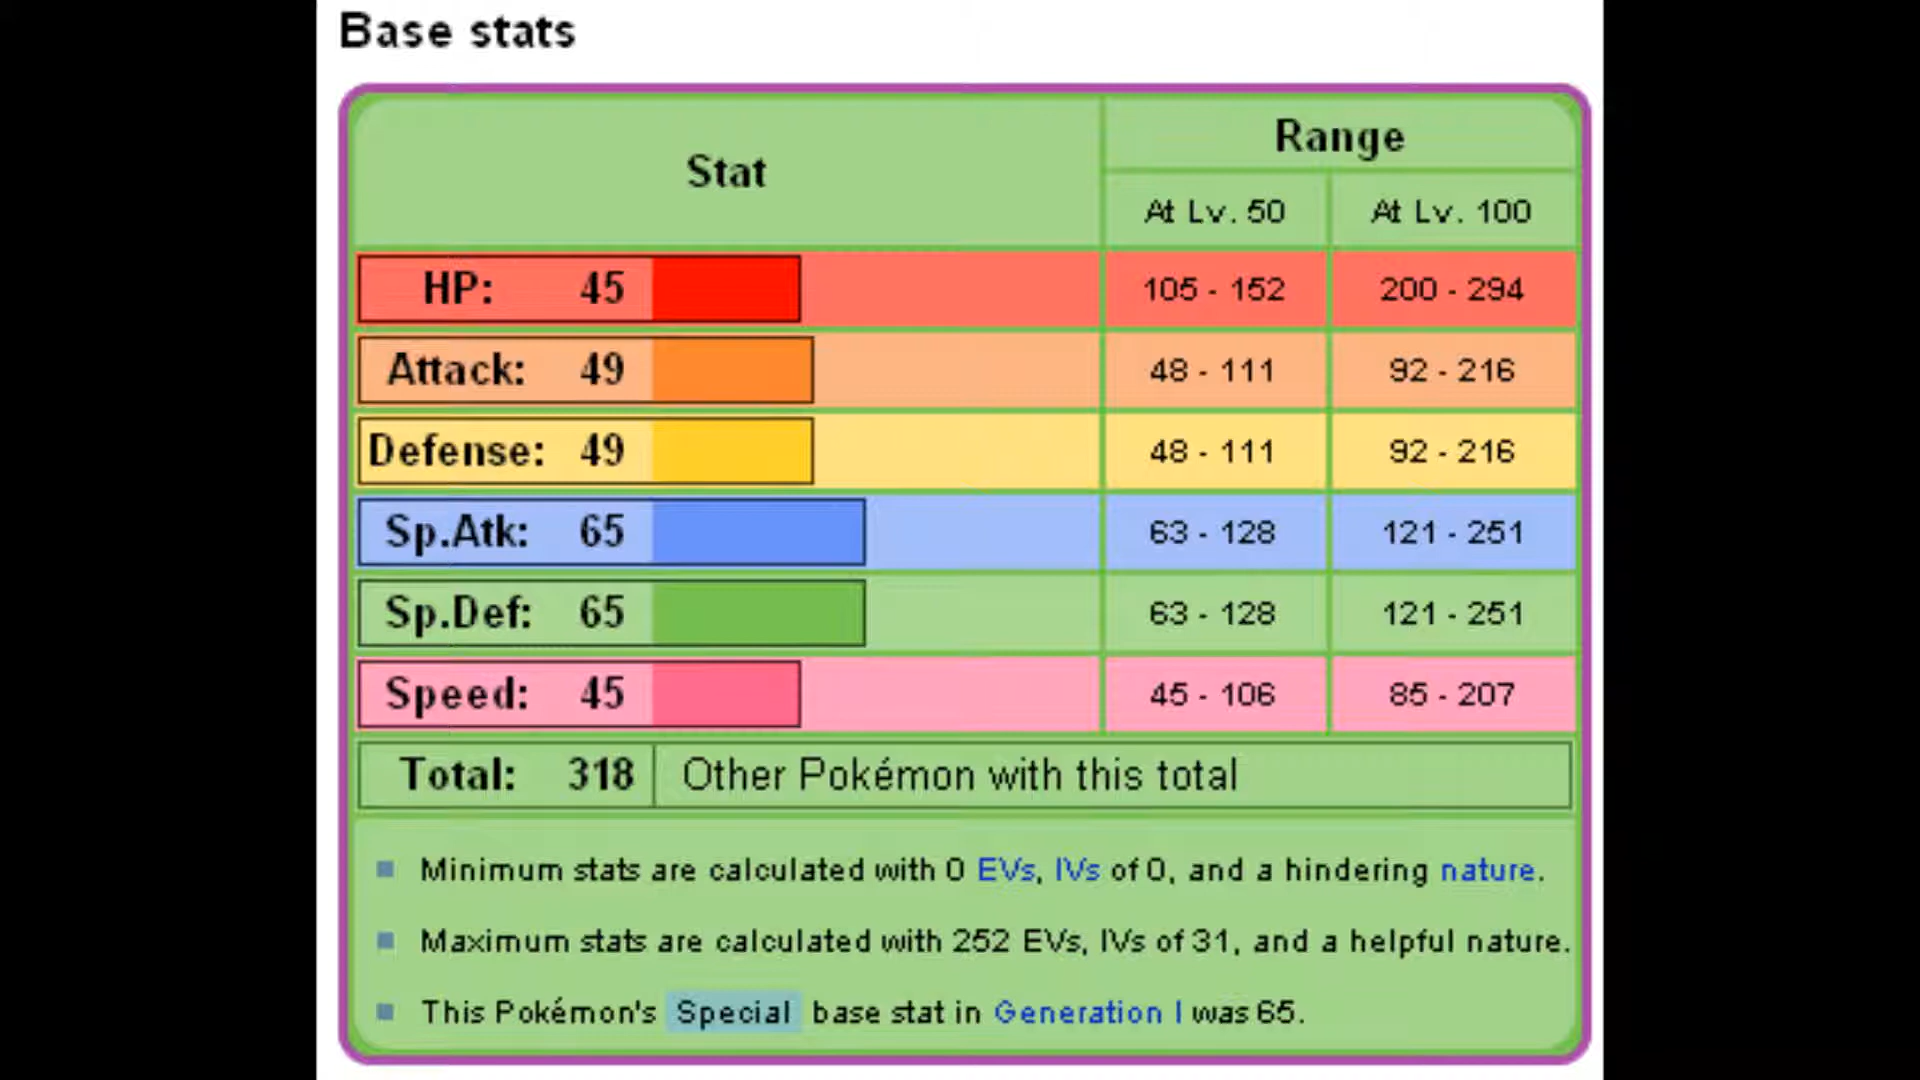 Base stats
Stat
Range
At Lv. 50
At Lv. 100
HP: 45 105 - 152 200 - 294
Attack: 49 48 - 111 92 - 216
Defense: 49 48 - 111 92 - 216
Sp.Atk: 65 63 - 128 121 - 251
Sp.Def: 65 63 - 128 121 - 251
Speed: 45 45 - 106 85 - 207
Total: 318 Other Pokémon with this total
Minimum stats are calculated with 0 EVs, IVs of 0, and a hindering nature.
Maximum stats are calculated with 252 EVs, IVs of 31, and a helpful nature.
This Pokémon's Special base stat in Generation I was 65.